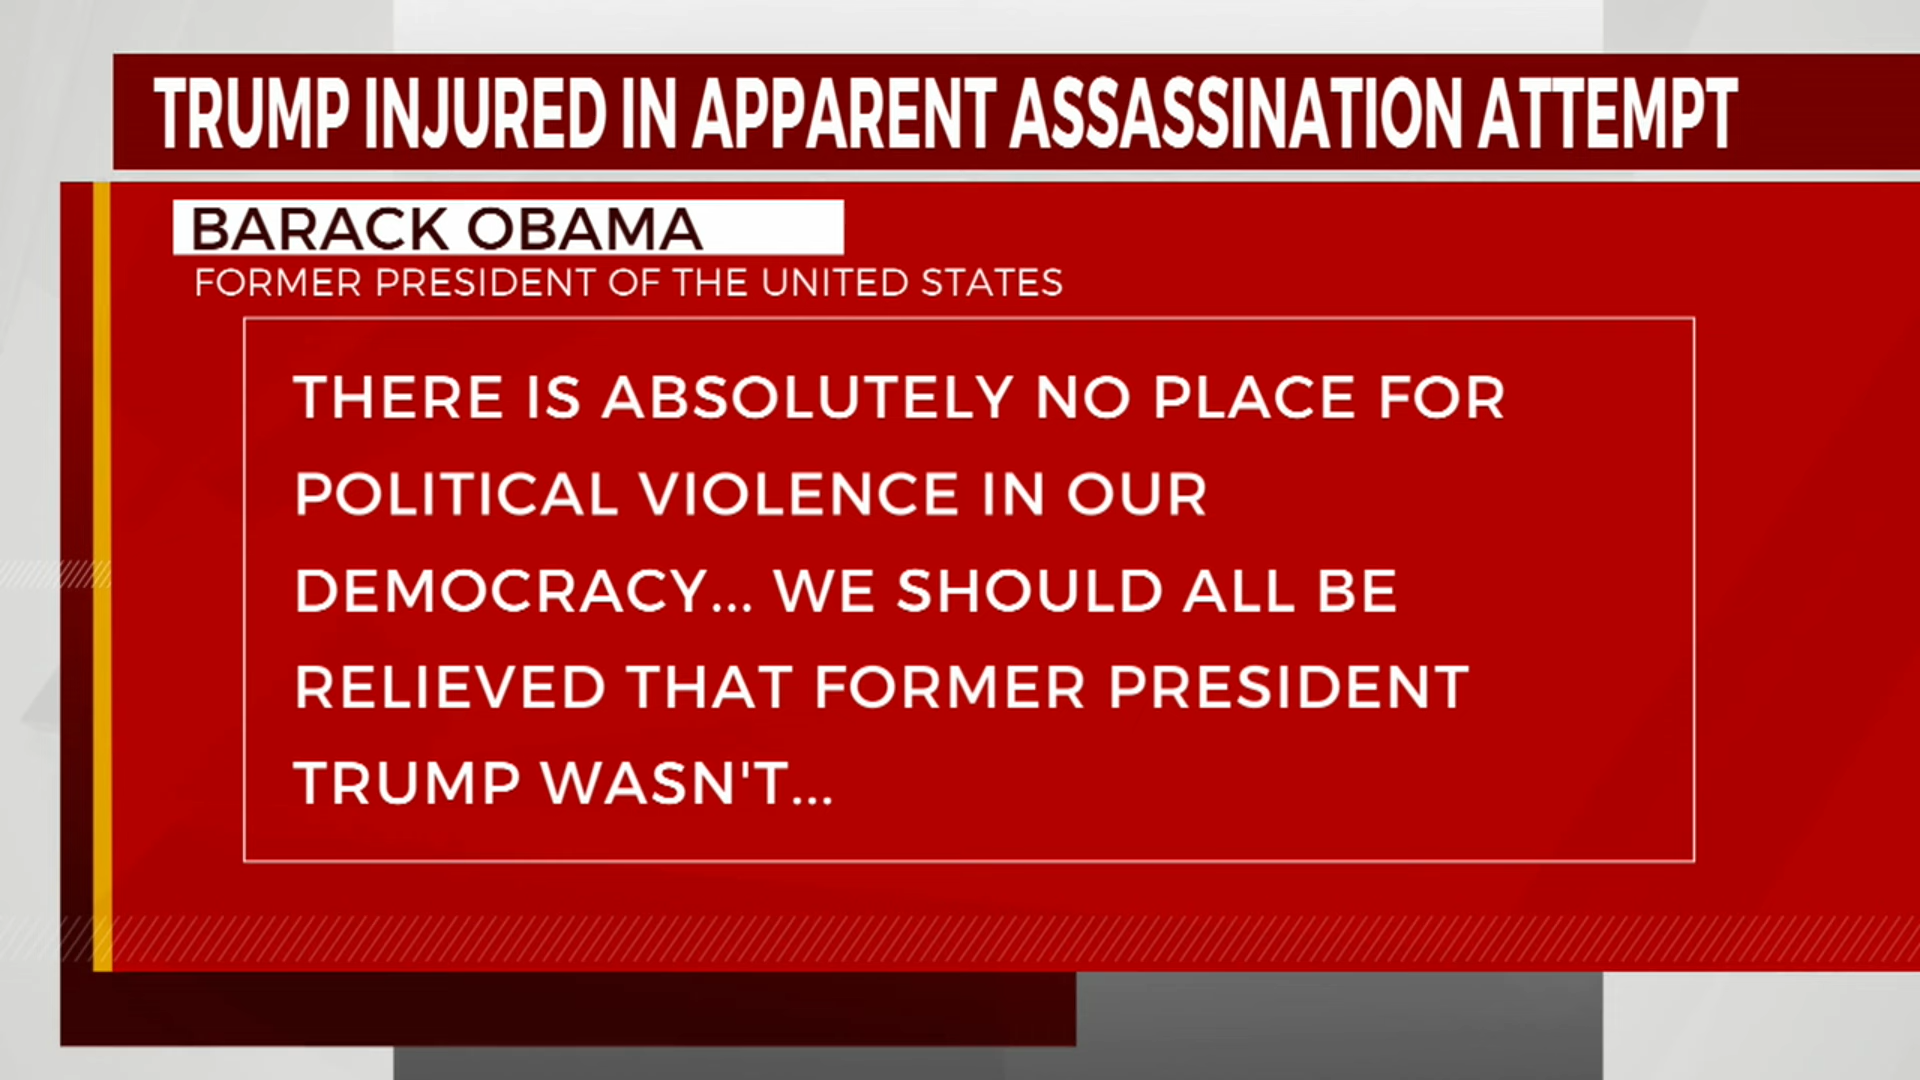 TRUMP INJURED IN APPARENT ASSASSINATION ATTEMPT
BARACK OBAMA
FORMER PRESIDENT OF THE UNITED STATES
THERE IS ABSOLUTELY NO PLACE FOR
POLITICAL VIOLENCE IN OUR
DEMOCRACY... WE SHOULD ALL BE
RELIEVED THAT FORMER PRESIDENT
TRUMP WASN'T...